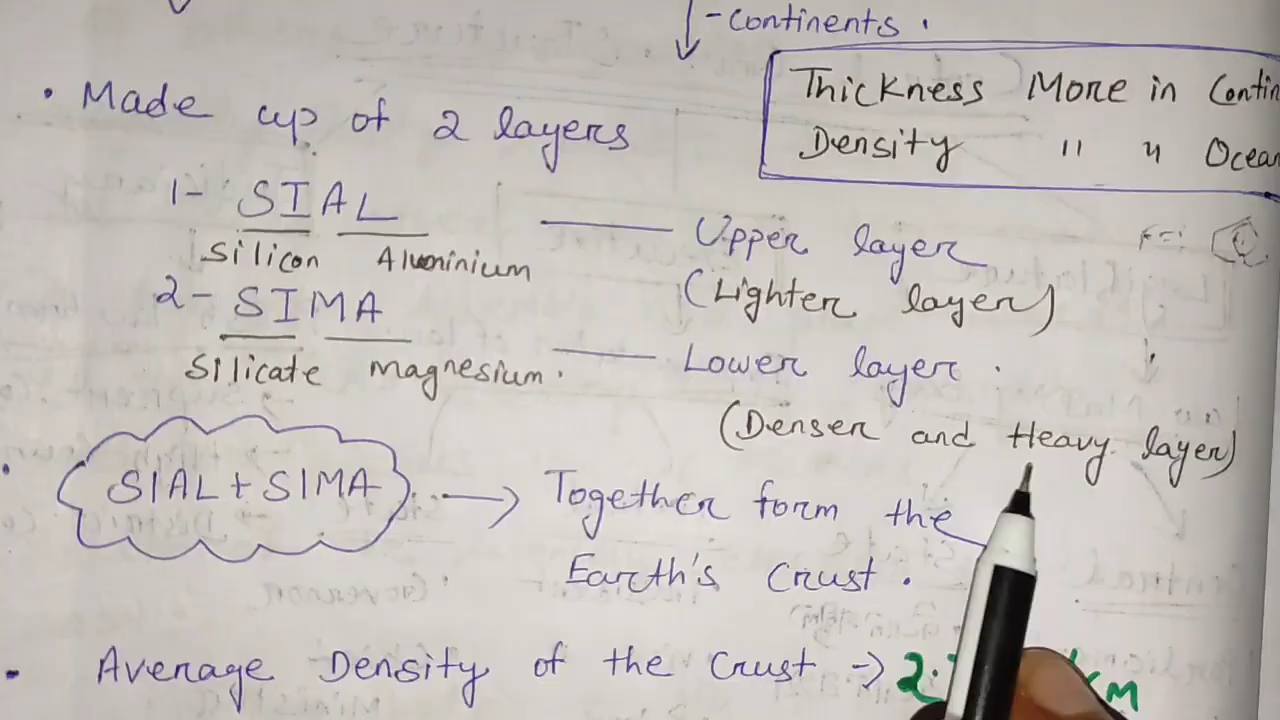 -Continents.
Thickness More in Contin
Density " " Ocean
• Made up of 2 layers
1- SIAL — Upper layer
Silicon Aluminium
(Lighter layer)
2- SIMA
Silicate magnesium. — Lower layer.
(Denser and Heavy layer)
• SIAL + SIMA → Together form the
Earth's Crust.
- Average Density of the Crust → 2.